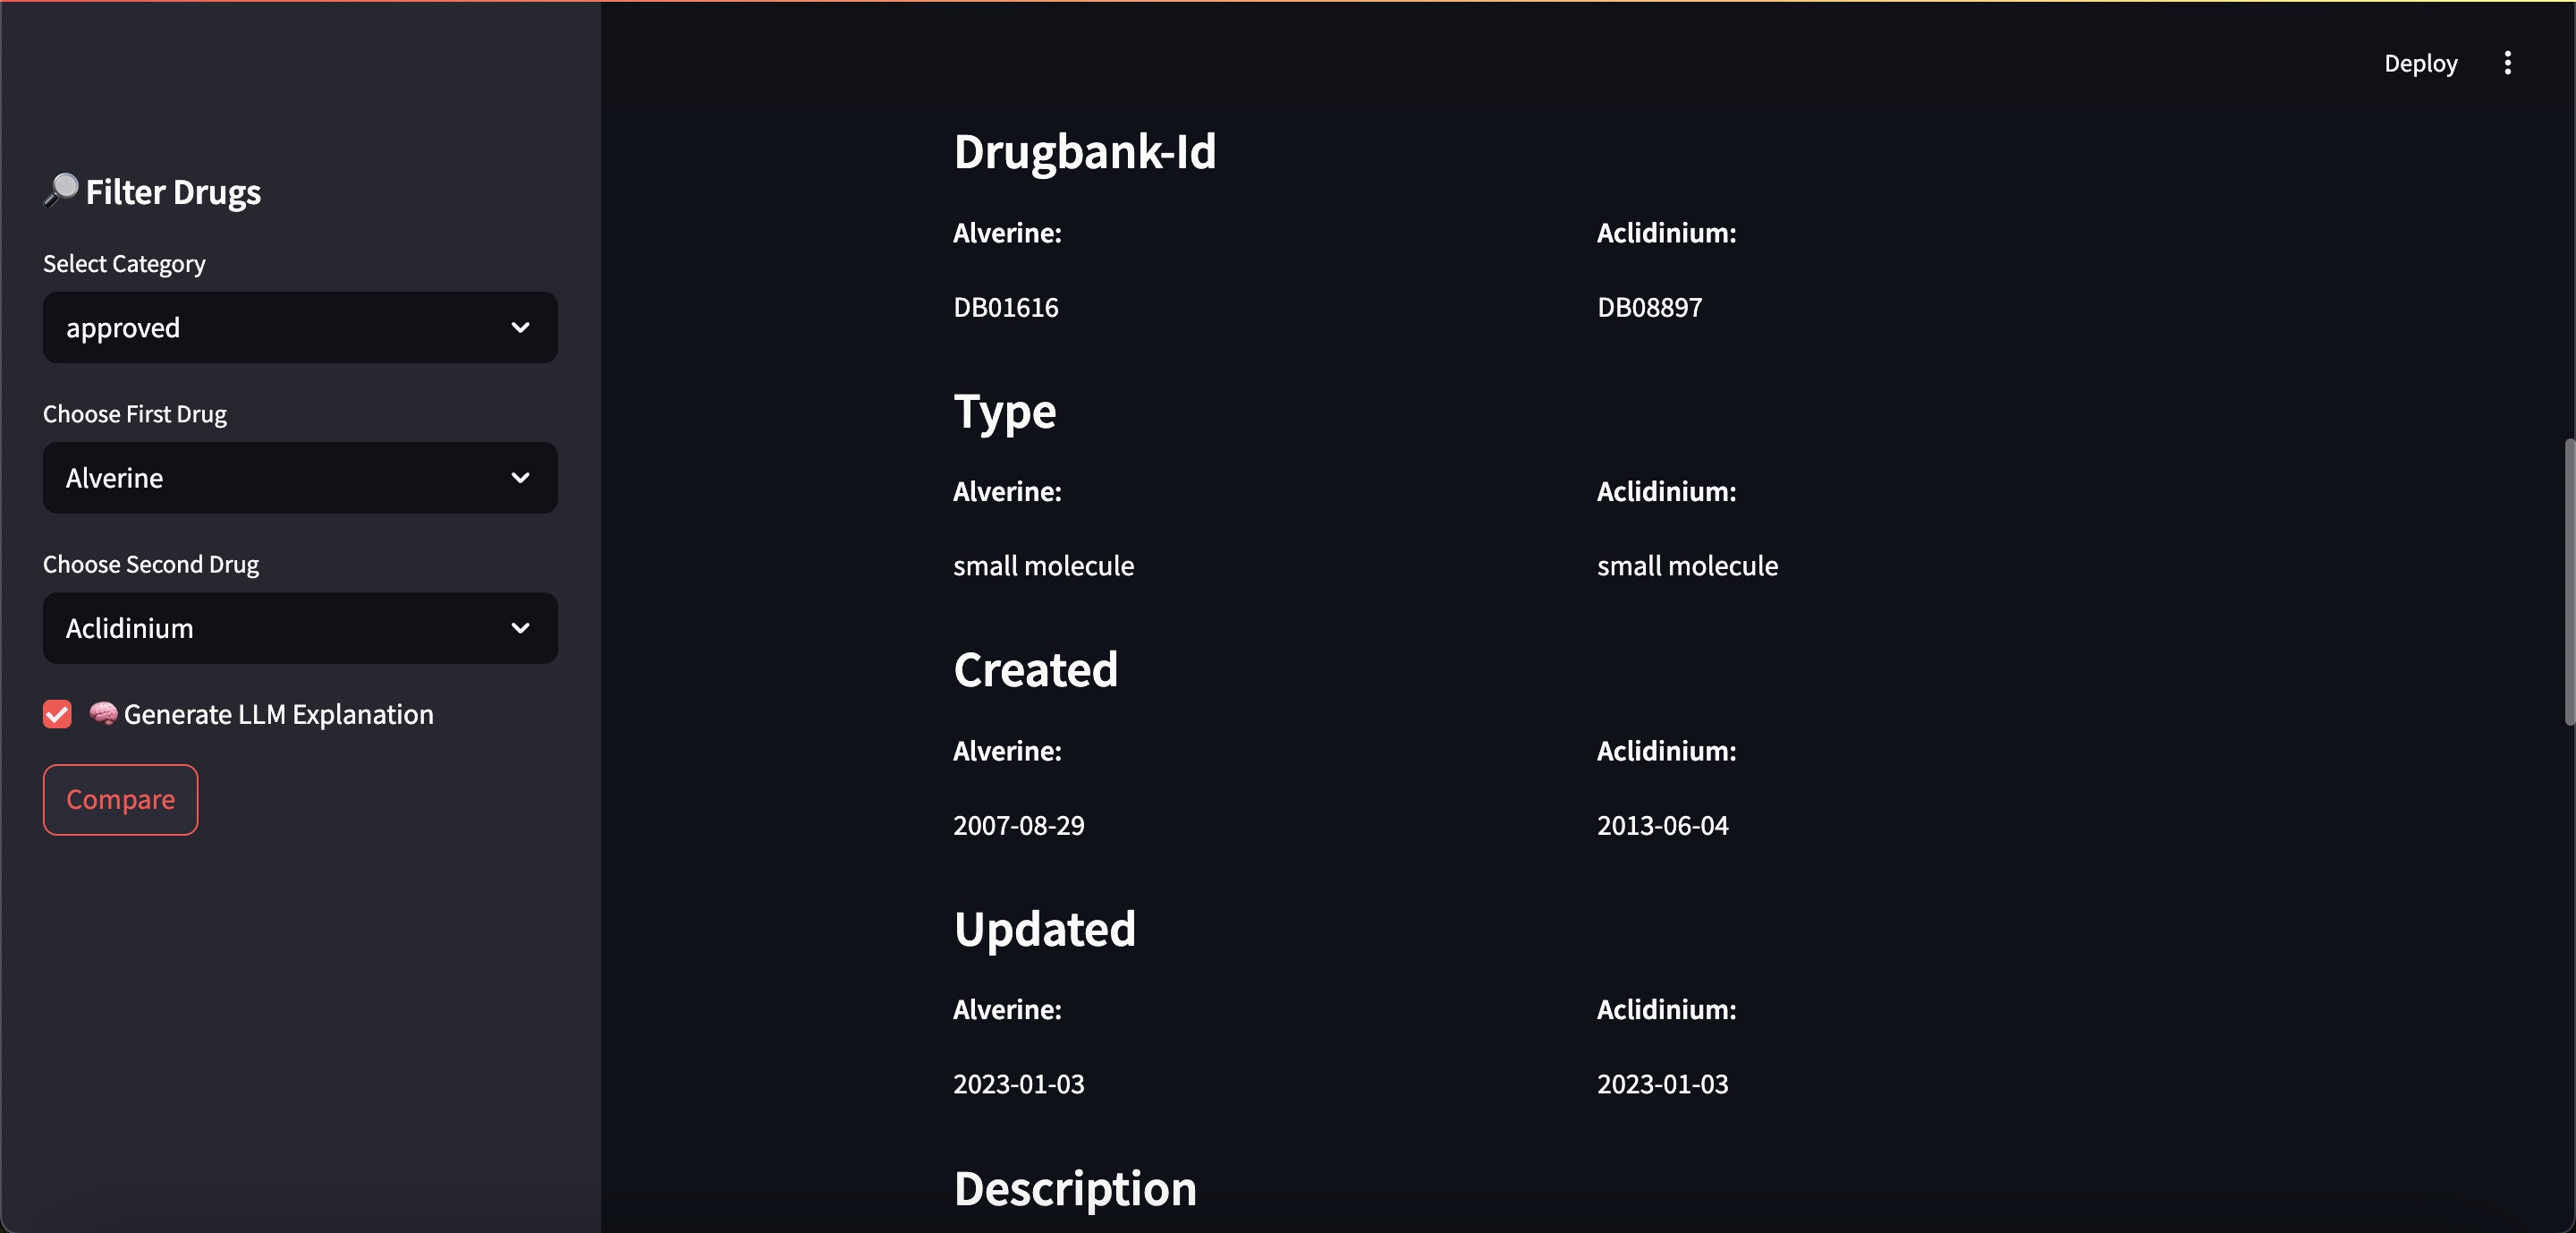 Deploy
🔎 Filter Drugs
Select Category
approved
Choose First Drug
Alverine
Choose Second Drug
Aclidinium
🧠 Generate LLM Explanation
Compare
Drugbank-Id
Alverine: Aclidinium:
DB01616 DB08897
Type
Alverine: Aclidinium:
small molecule small molecule
Created
Alverine: Aclidinium:
2007-08-29 2013-06-04
Updated
Alverine: Aclidinium:
2023-01-03 2023-01-03
Description